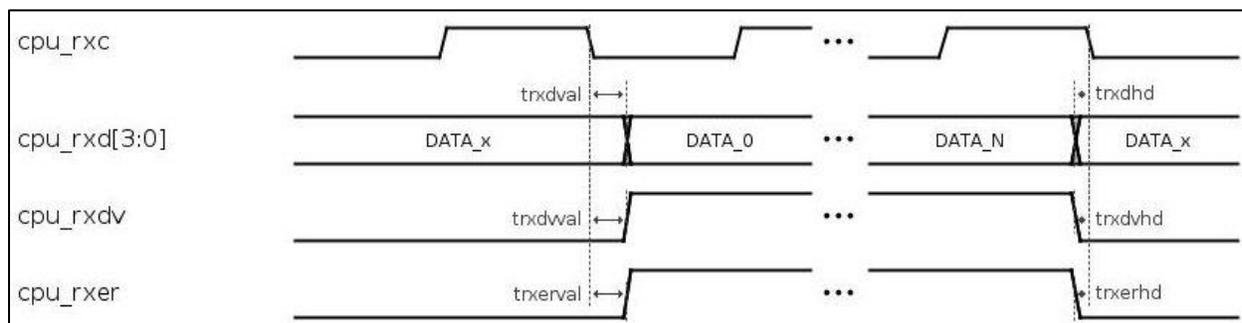 cpu_rxc
trxdval
trxdhd
cpu_rxd[3:0]
DATA_x
DATA_0
DATA_N
DATA_x
cpu_rxdv
trxdvval
trxdvhd
cpu_rxer
trxerval
trxerhd